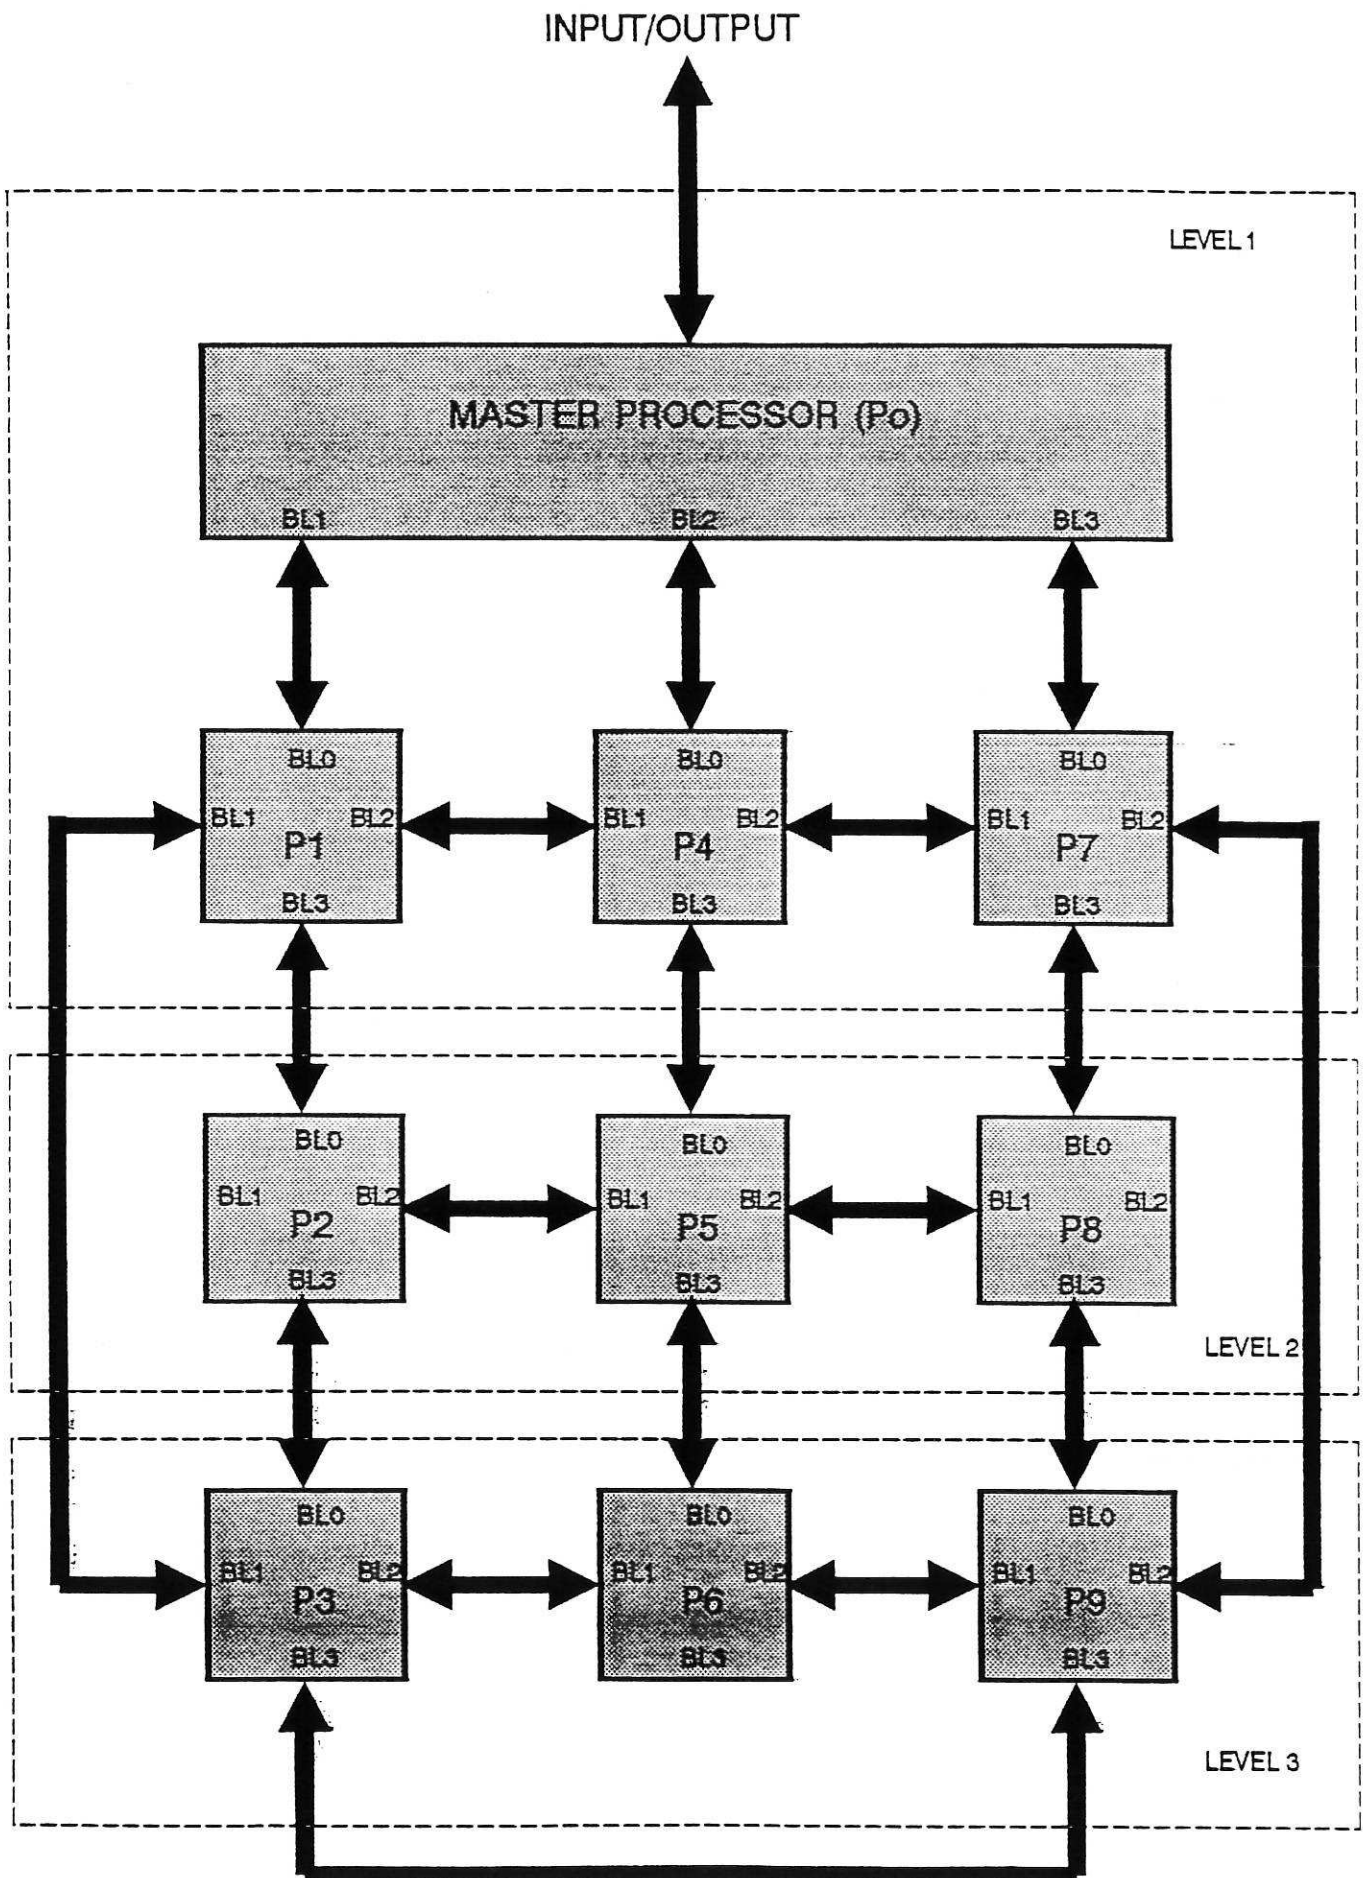 INPUT/OUTPUT
LEVEL 1
MASTER PROCESSOR (Po)
BL1 BL2 BL3
BL0 BL0 BL0
BL1 BL2 BL1 BL2 BL1 BL2
P1 P4 P7
BL3 BL3 BL3
BL0 BL0 BL0
BL1 BL2 BL1 BL2 BL1 BL2
P2 P5 P8
BL3 BL3 BL3
LEVEL 2
BL0 BL0 BL0
BL1 BL2 BL1 BL2 BL1 BL2
P3 P6 P9
BL3 BL3 BL3
LEVEL 3